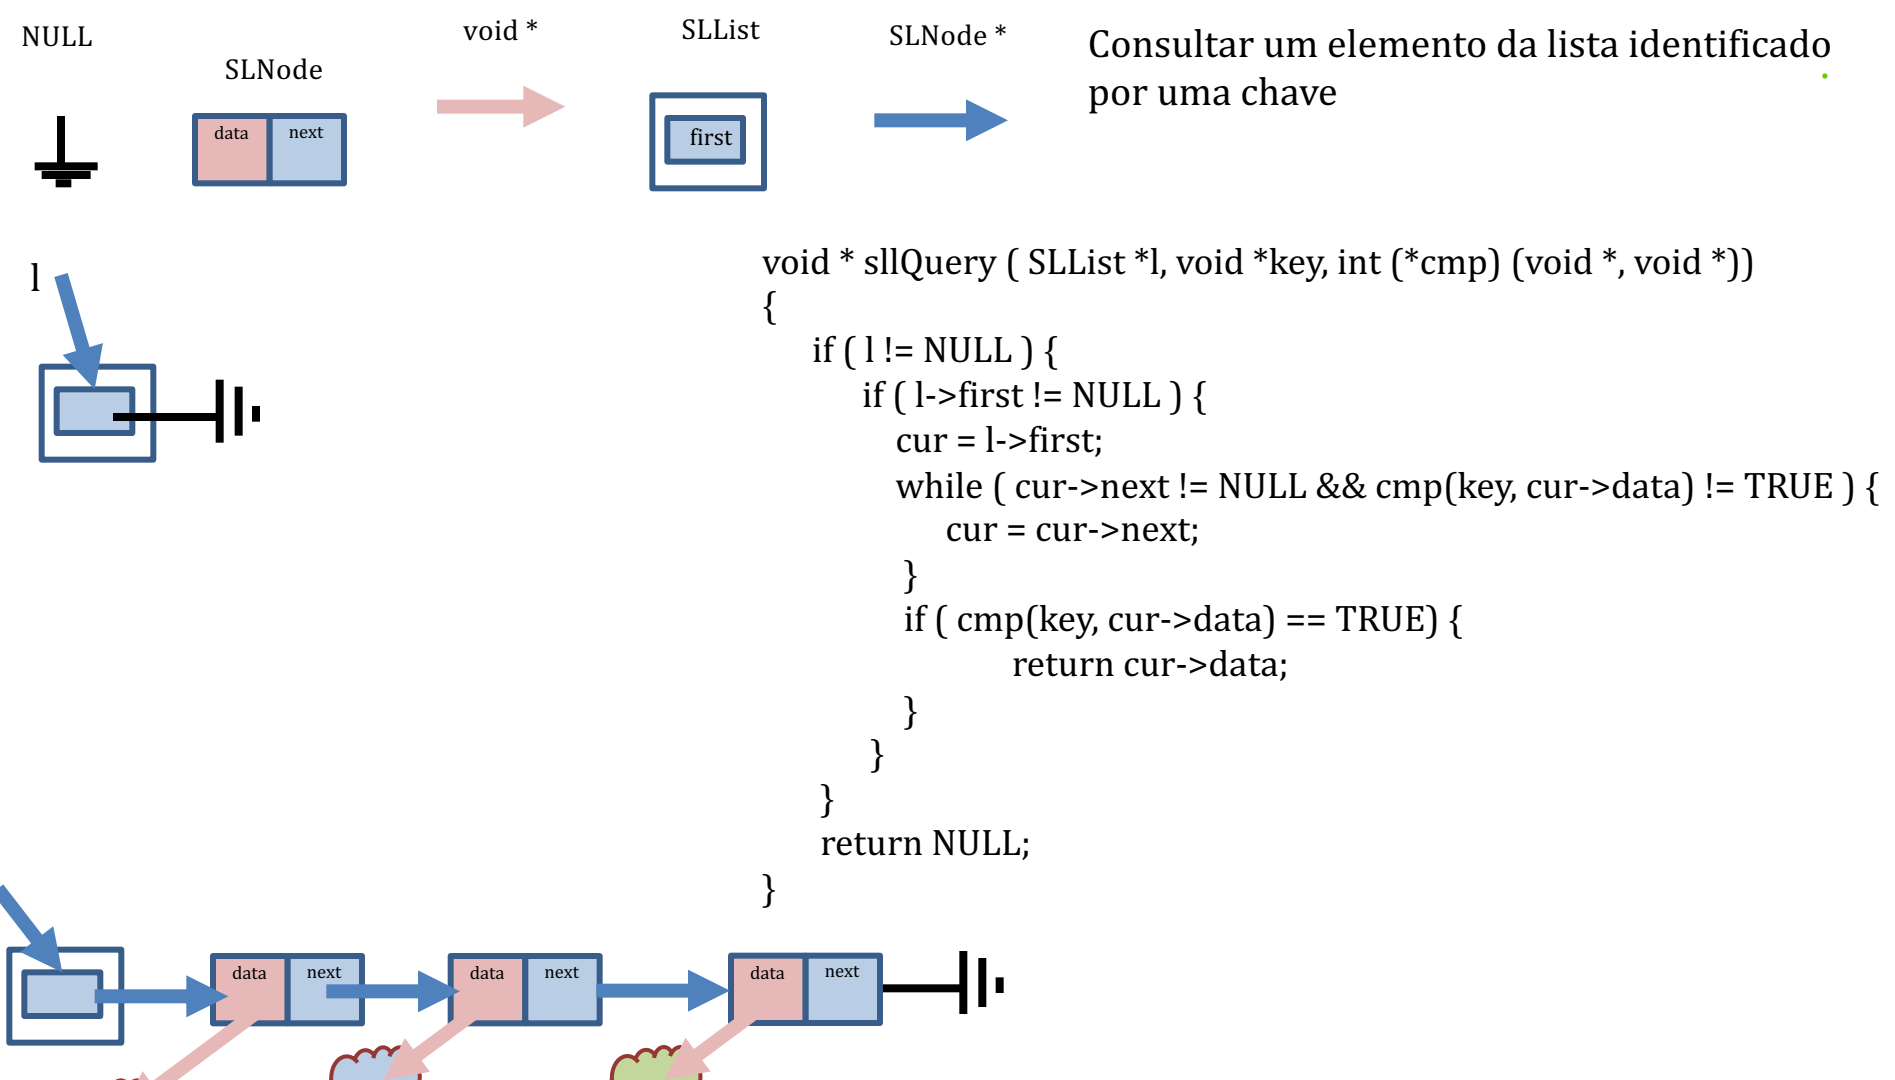 NULL
SLNode
data next
void *
SLList
first
SLNode *
Consultar um elemento da lista identificado
por uma chave
l
void * sllQuery ( SLList *l, void *key, int (*cmp) (void *, void *))
{
if ( l != NULL ) {
if ( l->first != NULL ) {
cur = l->first;
while ( cur->next != NULL && cmp(key, cur->data) != TRUE ) {
cur = cur->next;
}
if ( cmp(key, cur->data) == TRUE) {
return cur->data;
}
}
}
return NULL;
}
data next
data next
data next